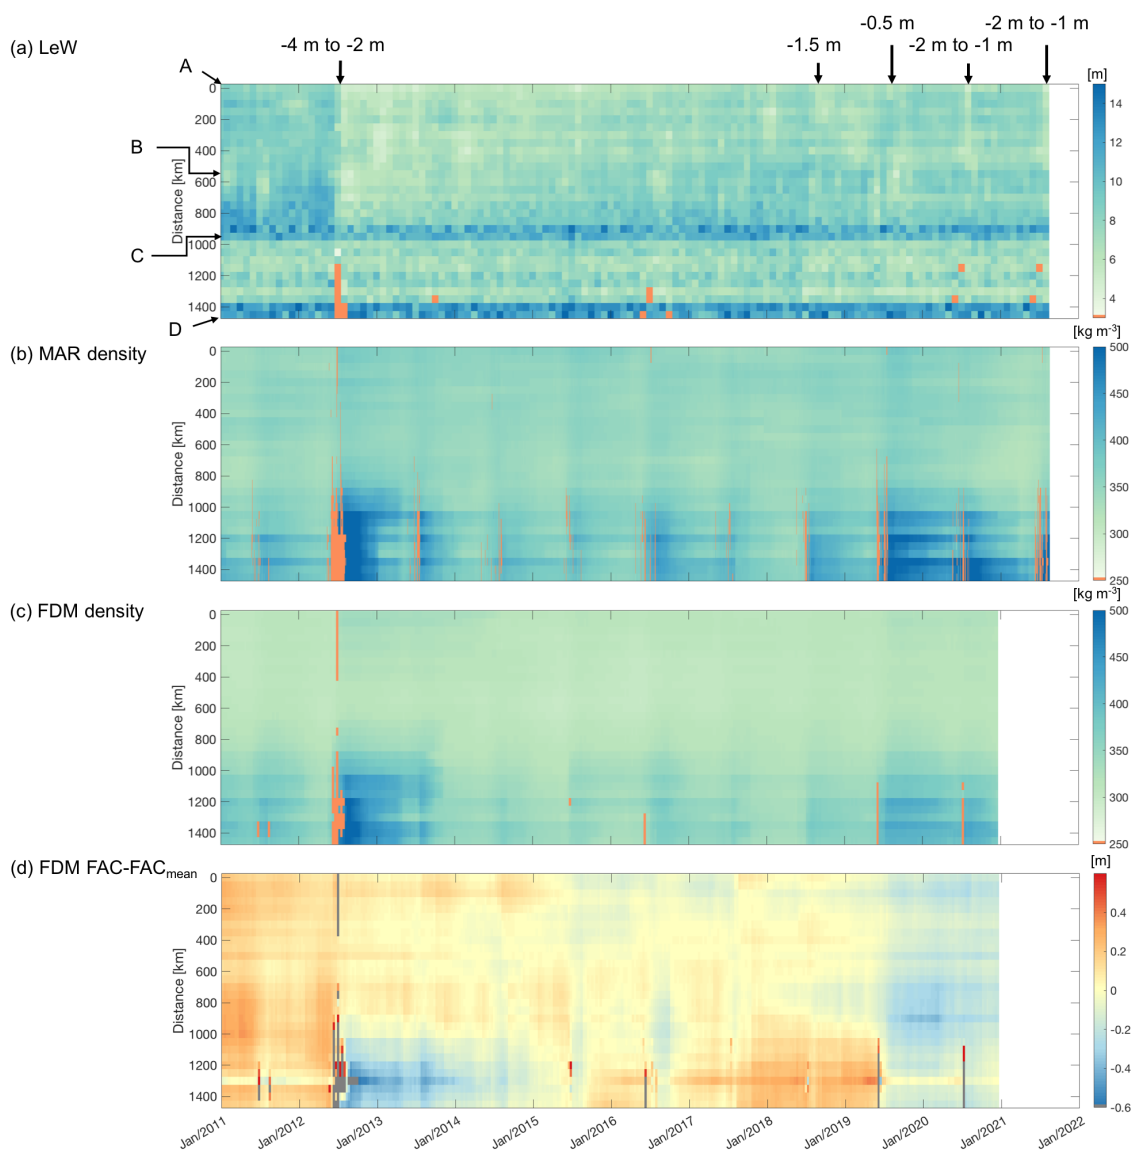 -0.5 m
-2 m to -1 m
(a) LeW
-4 m to -2 m
-1.5 m
-2 m to -1 m
A
[m]
0
200
400
600
800
1000
1200
1400
Distance [km]
B
C
D
14
12
10
8
6
4
(b) MAR density
[kg m-3]
0
200
400
600
800
1000
1200
1400
Distance [km]
500
450
400
350
300
250
(c) FDM density
[kg m-3]
0
200
400
600
800
1000
1200
1400
Distance [km]
500
450
400
350
300
250
(d) FDM FAC-FACmean
[m]
0
200
400
600
800
1000
1200
1400
Distance [km]
0.4
0.2
0
-0.2
-0.4
-0.6
Jan/2011
Jan/2012
Jan/2013
Jan/2014
Jan/2015
Jan/2016
Jan/2017
Jan/2018
Jan/2019
Jan/2020
Jan/2021
Jan/2022